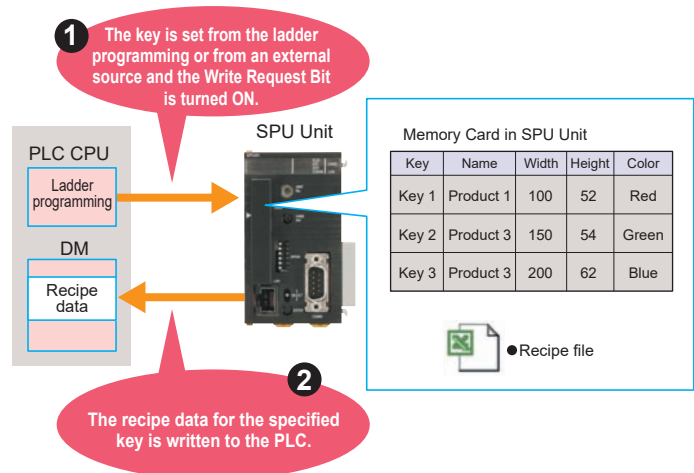 1
The key is set from the ladder
programming or from an external
source and the Write Request Bit
is turned ON.
SPU Unit
PLC CPU
Ladder
programming
DM
Recipe
data
Memory Card in SPU Unit
Key Name Width Height Color
Key 1 Product 1 100 52 Red
Key 2 Product 3 150 54 Green
Key 3 Product 3 200 62 Blue
●Recipe file
2
The recipe data for the specified
key is written to the PLC.